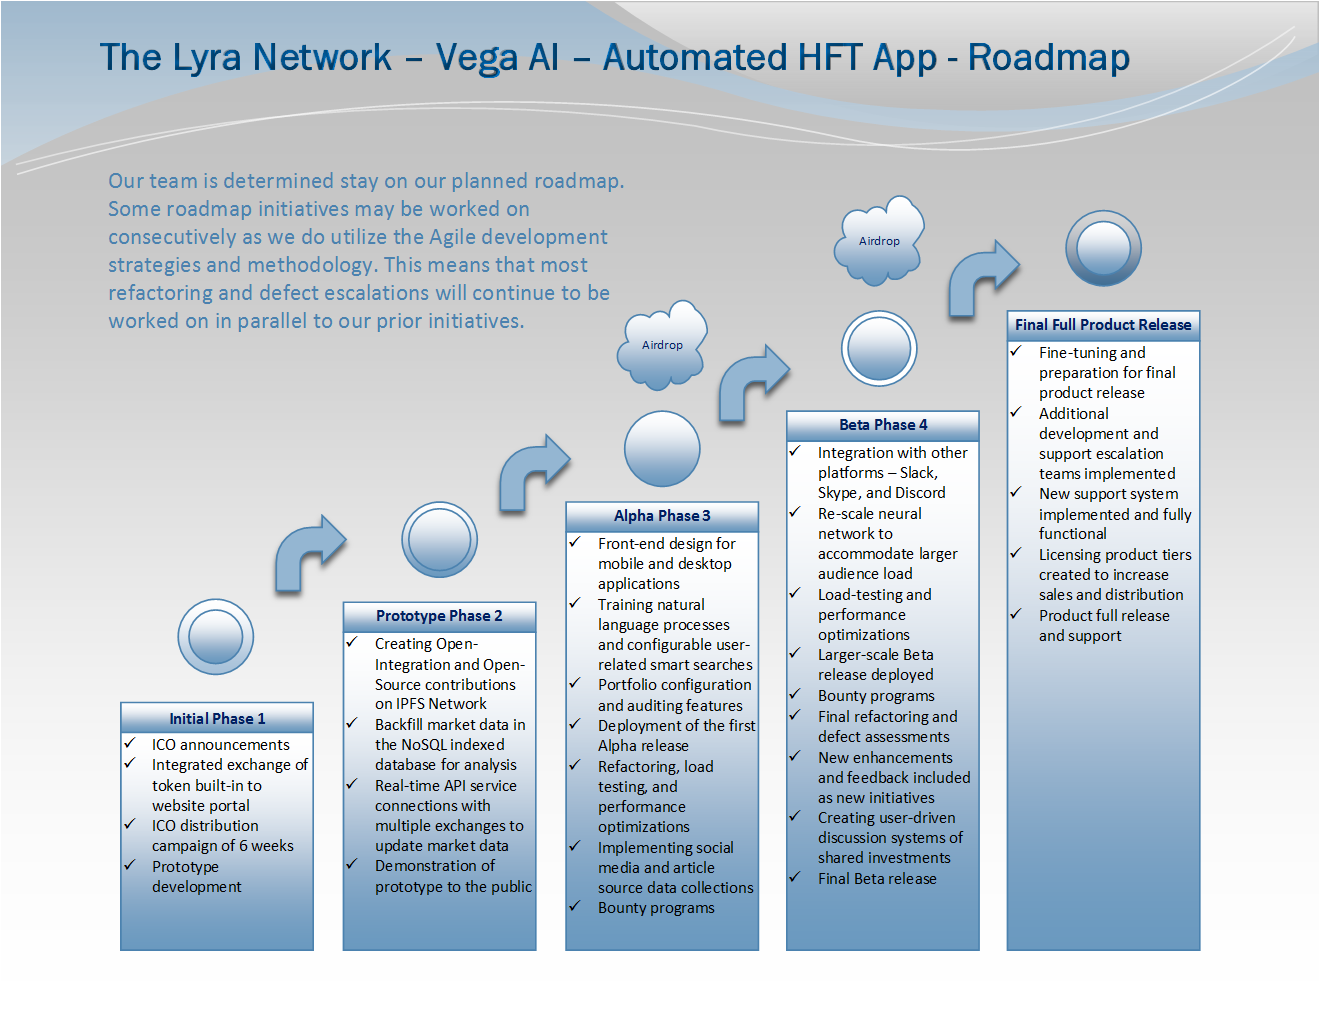 The Lyra Network – Vega AI – Automated HFT App - Roadmap
Our team is determined stay on our planned roadmap.
Some roadmap initiatives may be worked on
consecutively as we do utilize the Agile development
strategies and methodology. This means that most
refactoring and defect escalations will continue to be
worked on in parallel to our prior initiatives.
Initial Phase 1
✓ ICO announcements
✓ Integrated exchange of
token built-in to
website portal
✓ ICO distribution
campaign of 6 weeks
✓ Prototype
development
Prototype Phase 2
✓ Creating Open-
Integration and Open-
Source contributions
on IPFS Network
✓ Backfill market data in
the NoSQL indexed
database for analysis
✓ Real-time API service
connections with
multiple exchanges to
update market data
✓ Demonstration of
prototype to the public
Airdrop
Alpha Phase 3
✓ Front-end design for
mobile and desktop
applications
✓ Training natural
language processes
and configurable user-
related smart searches
✓ Portfolio configuration
and auditing features
✓ Deployment of the first
Alpha release
✓ Refactoring, load
testing, and
performance
optimizations
✓ Implementing social
media and article
source data collections
✓ Bounty programs
Airdrop
Beta Phase 4
✓ Integration with other
platforms – Slack,
Skype, and Discord
✓ Re-scale neural
network to
accommodate larger
audience load
✓ Load-testing and
performance
optimizations
✓ Larger-scale Beta
release deployed
✓ Bounty programs
✓ Final refactoring and
defect assessments
✓ New enhancements
and feedback included
as new initiatives
✓ Creating user-driven
discussion systems of
shared investments
✓ Final Beta release
Final Full Product Release
✓ Fine-tuning and
preparation for final
product release
✓ Additional
development and
support escalation
teams implemented
✓ New support system
implemented and fully
functional
✓ Licensing product tiers
created to increase
sales and distribution
✓ Product full release
and support